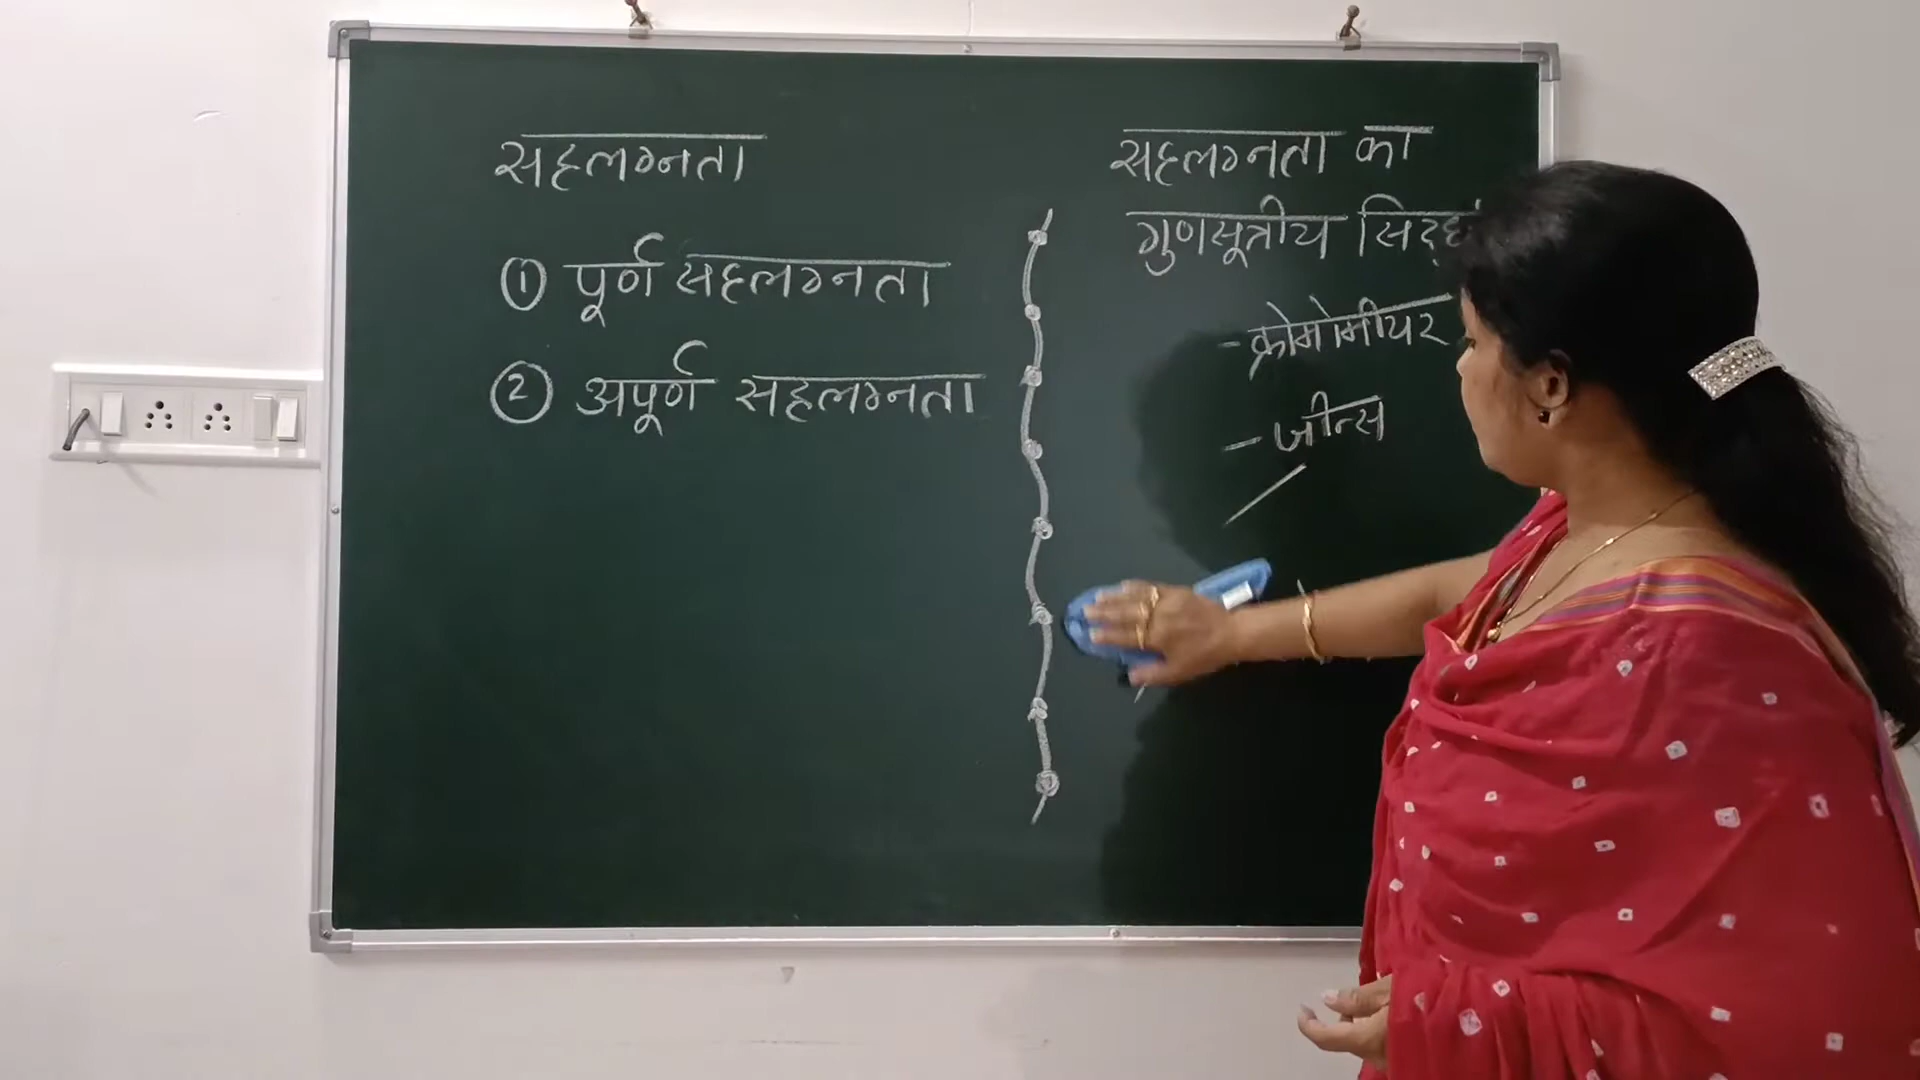 सहलग्नता
① पूर्ण सहलग्नता
② अपूर्ण सहलग्नता
सहलग्नता का
गुणसूत्रीय
- क्रोमोमीयर
- जीन्स